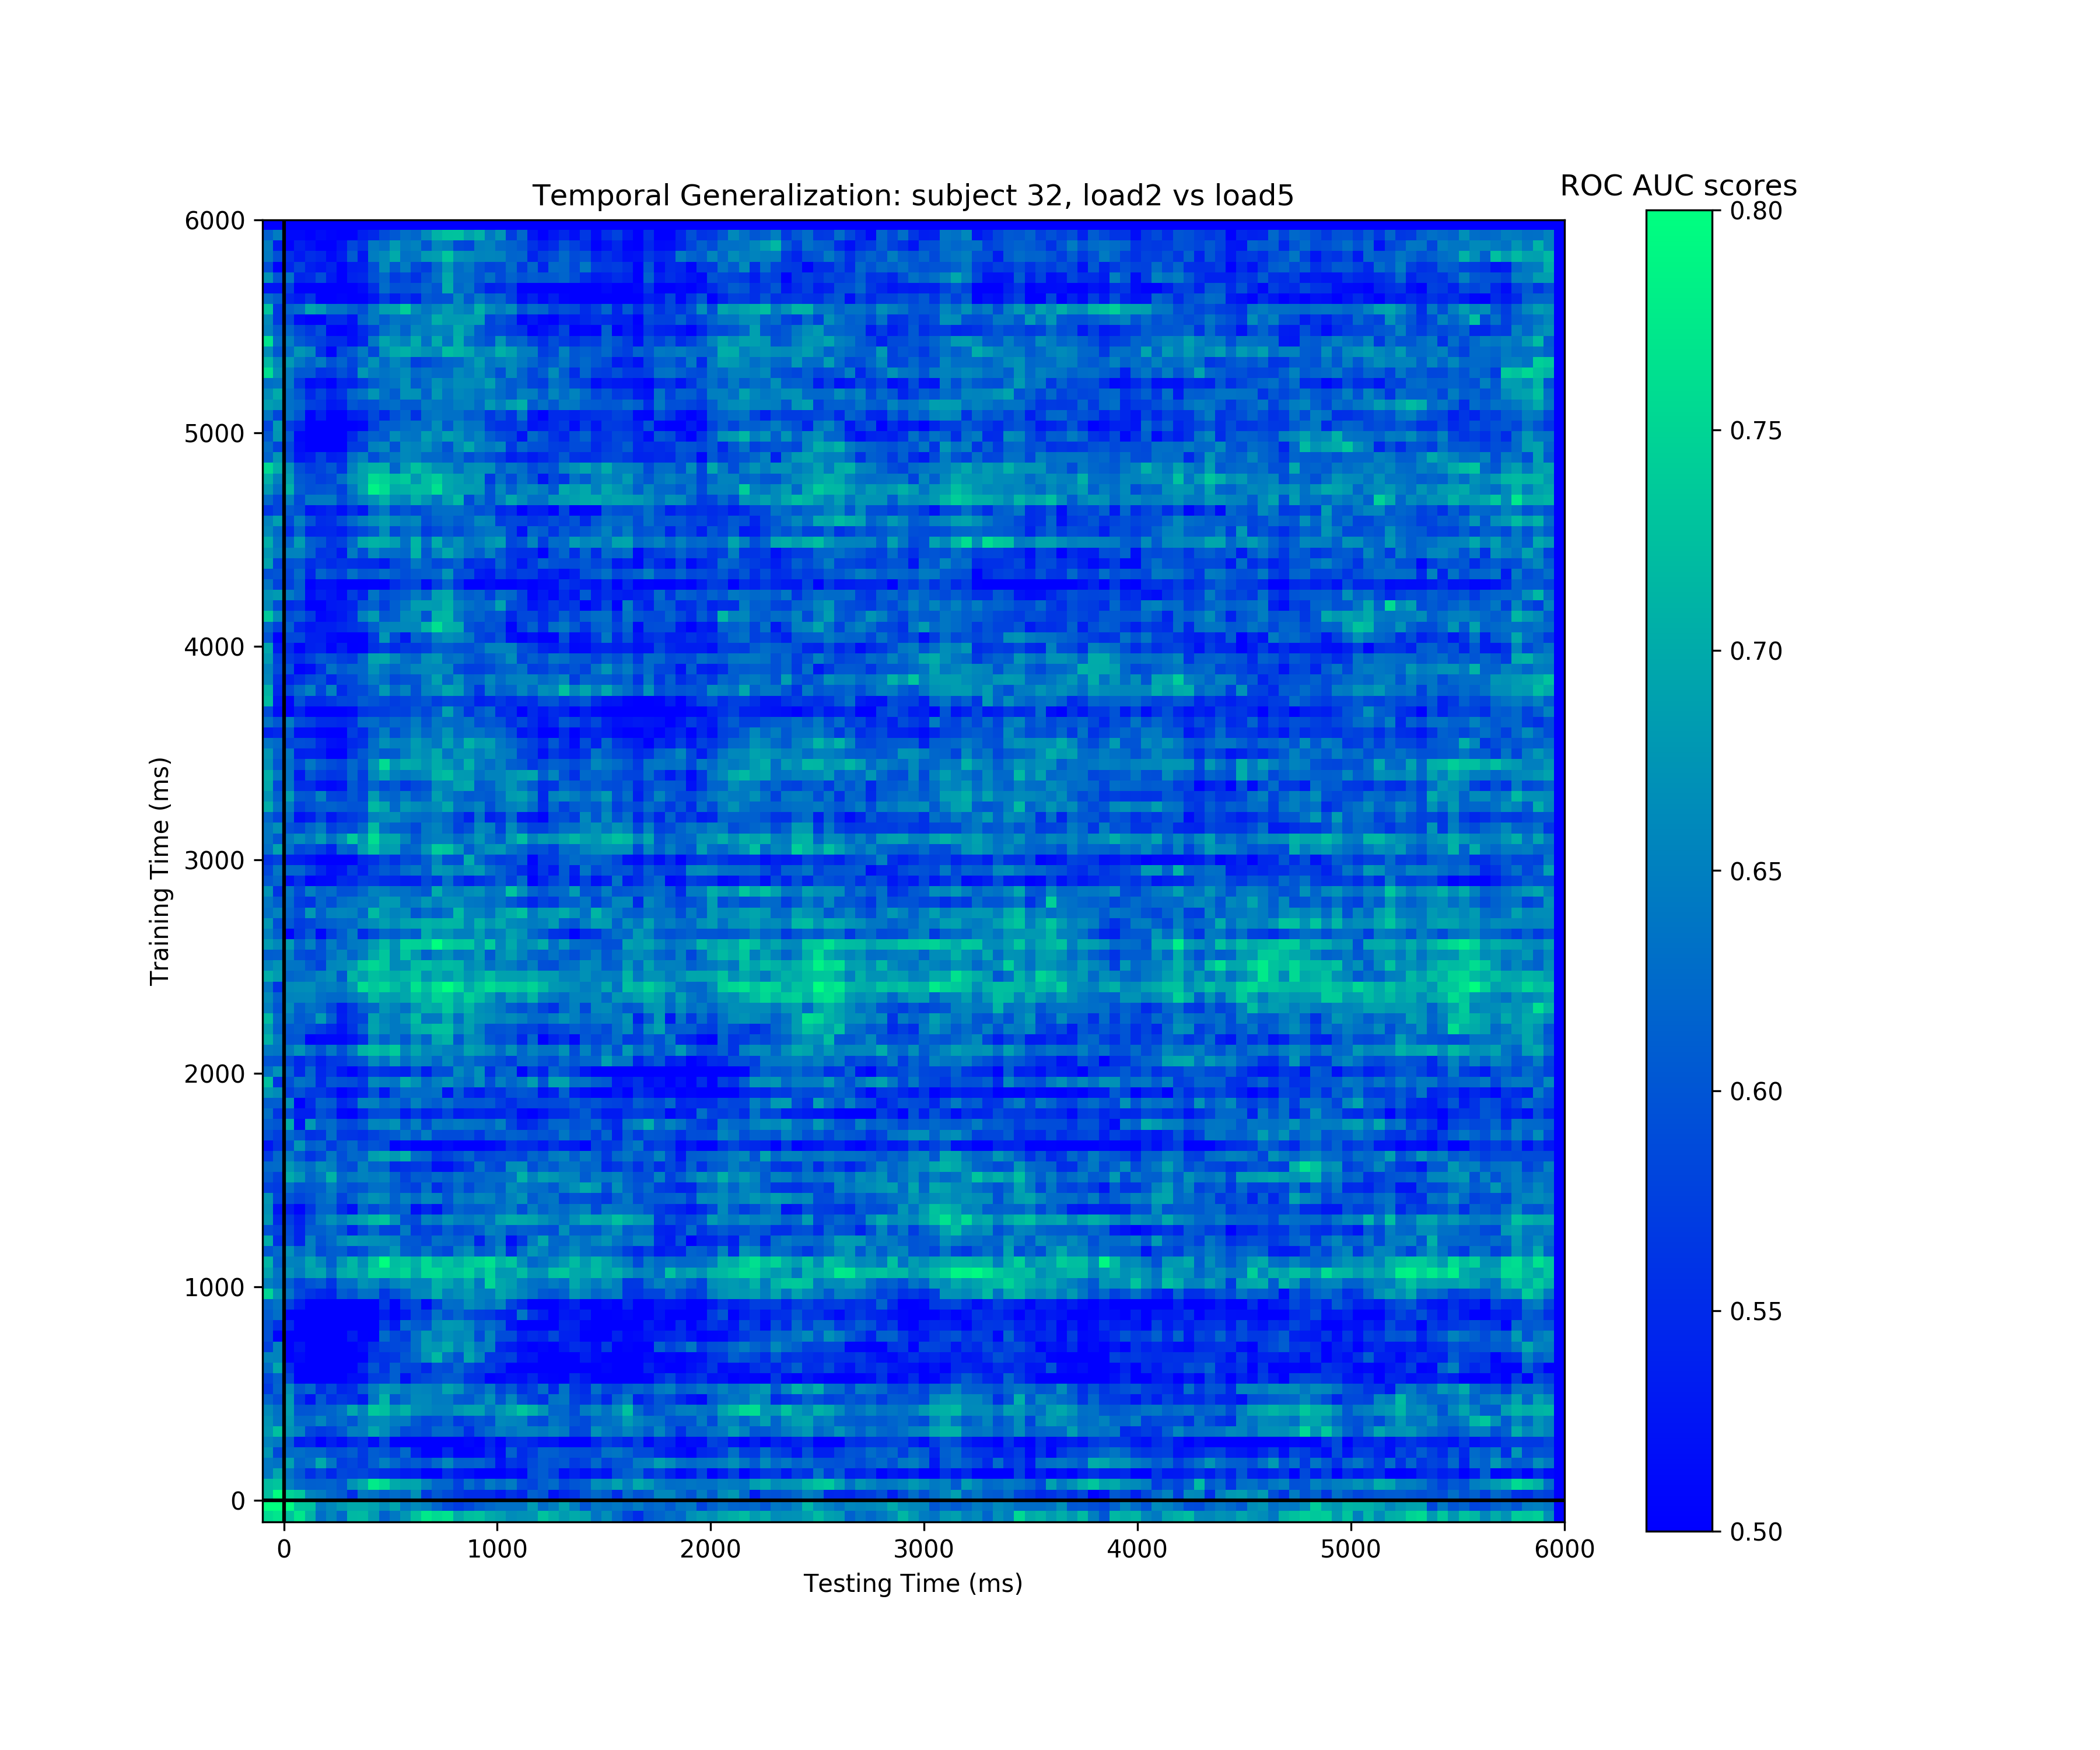 Temporal Generalization: subject 32, load2 vs load5
ROC AUC scores
6000
5000
4000
3000
2000
1000
0
Training Time (ms)
0 1000 2000 3000 4000 5000 6000
Testing Time (ms)
0.80
0.75
0.70
0.65
0.60
0.55
0.50